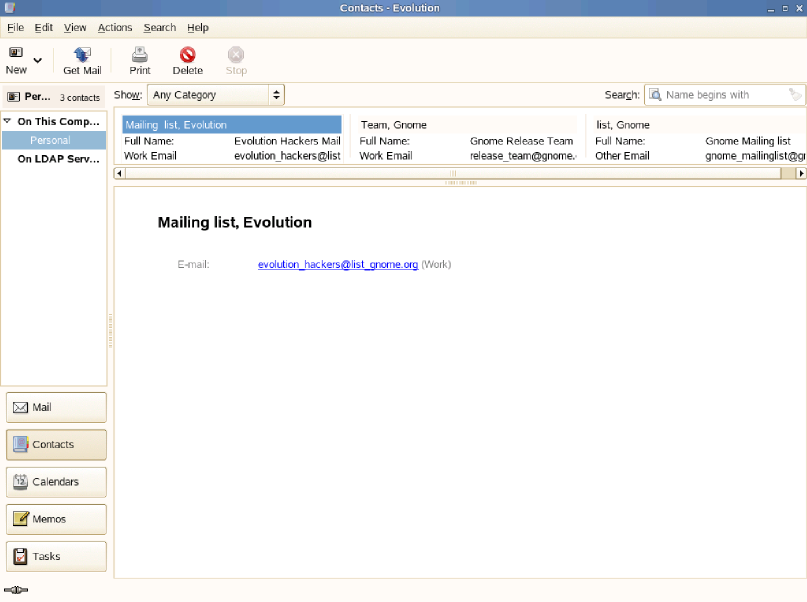 Contacts - Evolution
File Edit View Actions Search Help
New Get Mail Print Delete Stop
Per... 3 contacts Show: Any Category Search: Name begins with
On This Comp...
Personal
On LDAP Serv...
Mailing list, Evolution
Full Name: Evolution Hackers Mail
Work Email evolution_hackers@list
Team, Gnome
Full Name: Gnome Release Team
Work Email release_team@gnome.
list, Gnome
Full Name: Gnome Mailing list
Other Email gnome_mailinglist@gr
Mailing list, Evolution
E-mail: evolution_hackers@list_gnome.org (Work)
Mail
Contacts
12
Calendars
Memos
Tasks